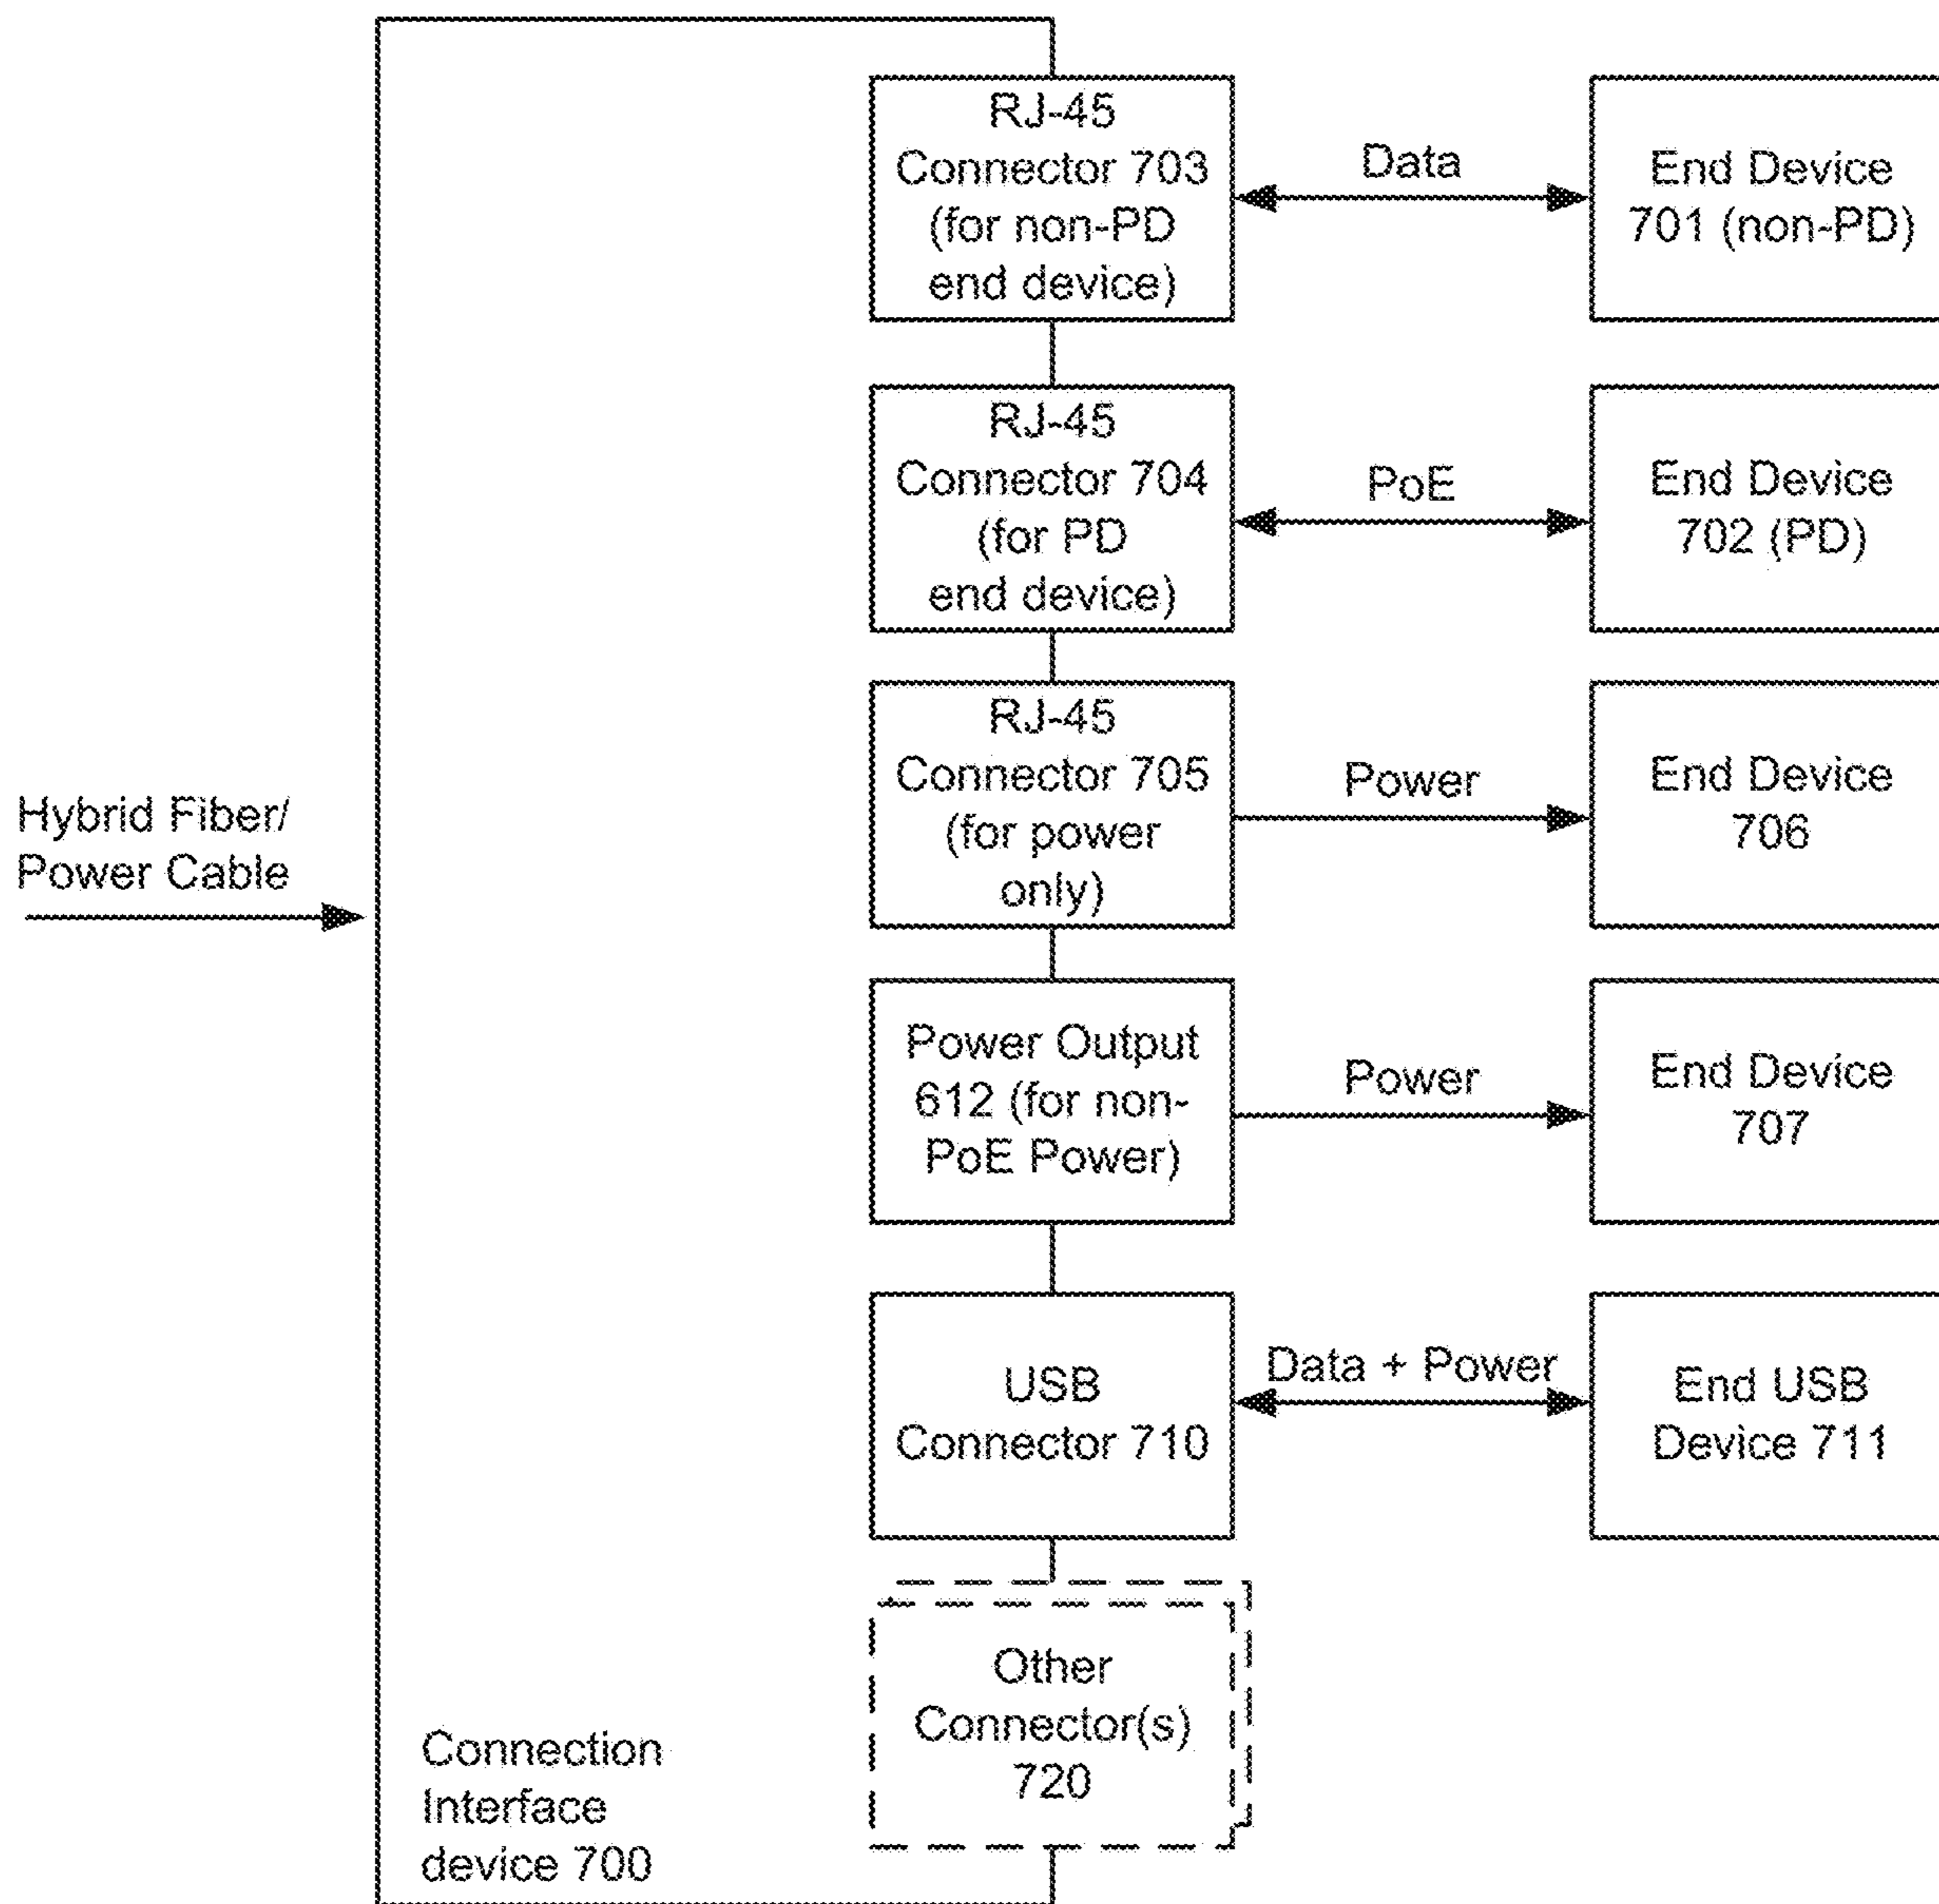 RJ-45
Connector 703
(for non-PD
end device)
Data
End Device
701 (non-PD)
RJ-45
Connector 704
(for PD
end device)
PoE
End Device
702 (PD)
RJ-45
Connector 705
(for power
only)
Power
End Device
706
Hybrid Fiber/
Power Cable
Power Output
612 (for non-
PoE Power)
Power
End Device
707
USB
Connector 710
Data + Power
End USB
Device 711
Other
Connector(s)
720
Connection
Interface
device 700